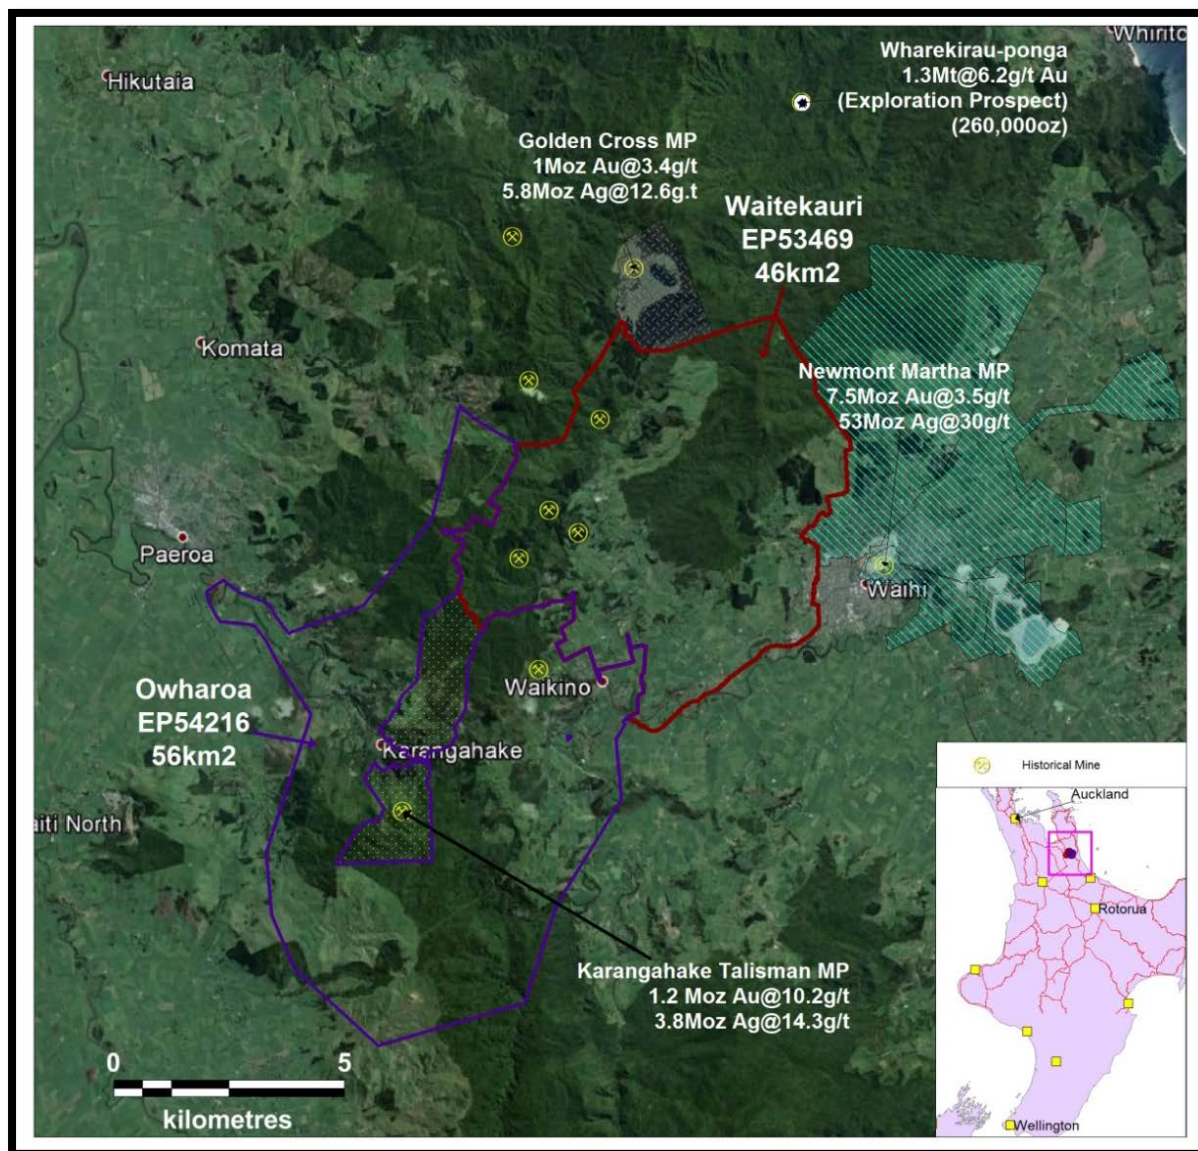 Whirito
Hikutaia
Wharekirau-ponga
1.3Mt@6.2g/t Au
(Exploration Prospect)
(260,000oz)
Golden Cross MP
1Moz Au@3.4g/t
5.8Moz Ag@12.6g.t
Waitekauri
EP53469
46km2
Komata
Newmont Martha MP
7.5Moz Au@3.5g/t
53Moz Ag@30g/t
Paeroa
Waihi
Owharoa
EP54216
56km2
Waikino
Karangahake
aiti North
Karangahake Talisman MP
1.2 Moz Au@10.2g/t
3.8Moz Ag@14.3g/t
0 5
kilometres
Historical Mine
Auckland
Rotorua
Wellington